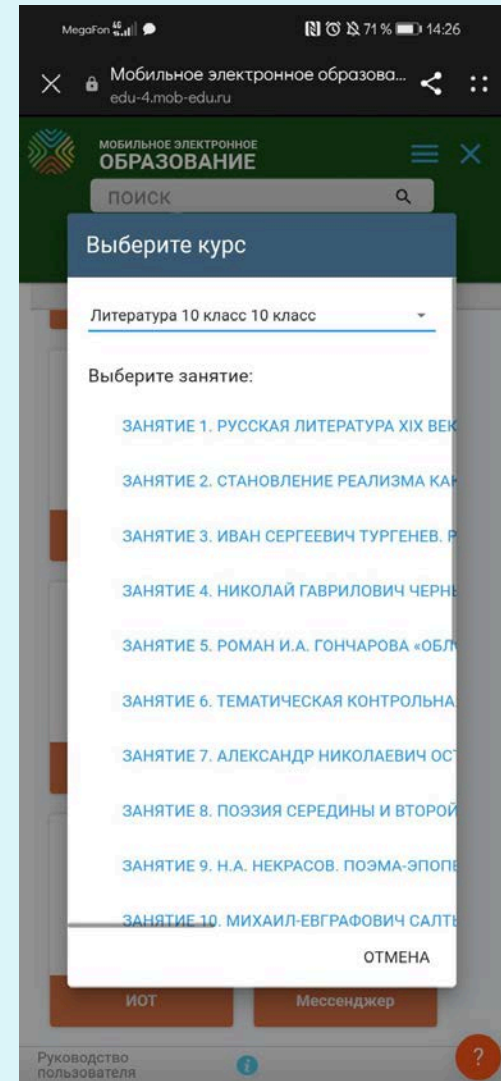 MegaFon
71 % 14:26
Мобильное электронное образова...
edu-4.mob-edu.ru
МОБИЛЬНОЕ ЭЛЕКТРОННОЕ
ОБРАЗОВАНИЕ
ПОИСК
Выберите курс
Литература 10 класс 10 класс
Выберите занятие:
ЗАНЯТИЕ 1. РУССКАЯ ЛИТЕРАТУРА XIX ВЕК
ЗАНЯТИЕ 2. СТАНОВЛЕНИЕ РЕАЛИЗМА КАК
ЗАНЯТИЕ 3. ИВАН СЕРГЕЕВИЧ ТУРГЕНЕВ. Р
ЗАНЯТИЕ 4. НИКОЛАЙ ГАВРИЛОВИЧ ЧЕРНЫ
ЗАНЯТИЕ 5. РОМАН И.А. ГОНЧАРОВА «ОБЛ
ЗАНЯТИЕ 6. ТЕМАТИЧЕСКАЯ КОНТРОЛЬНА
ЗАНЯТИЕ 7. АЛЕКСАНДР НИКОЛАЕВИЧ ОСТ
ЗАНЯТИЕ 8. ПОЭЗИЯ СЕРЕДИНЫ И ВТОРОЙ
ЗАНЯТИЕ 9. Н.А. НЕКРАСОВ. ПОЭМА-ЭПОПЕ
ЗАНЯТИЕ 10. МИХАИЛ-ЕВГРАФОВИЧ САЛТЫ
ОТМЕНА
ИОТ Мессенджер
Руководство
пользователя
?